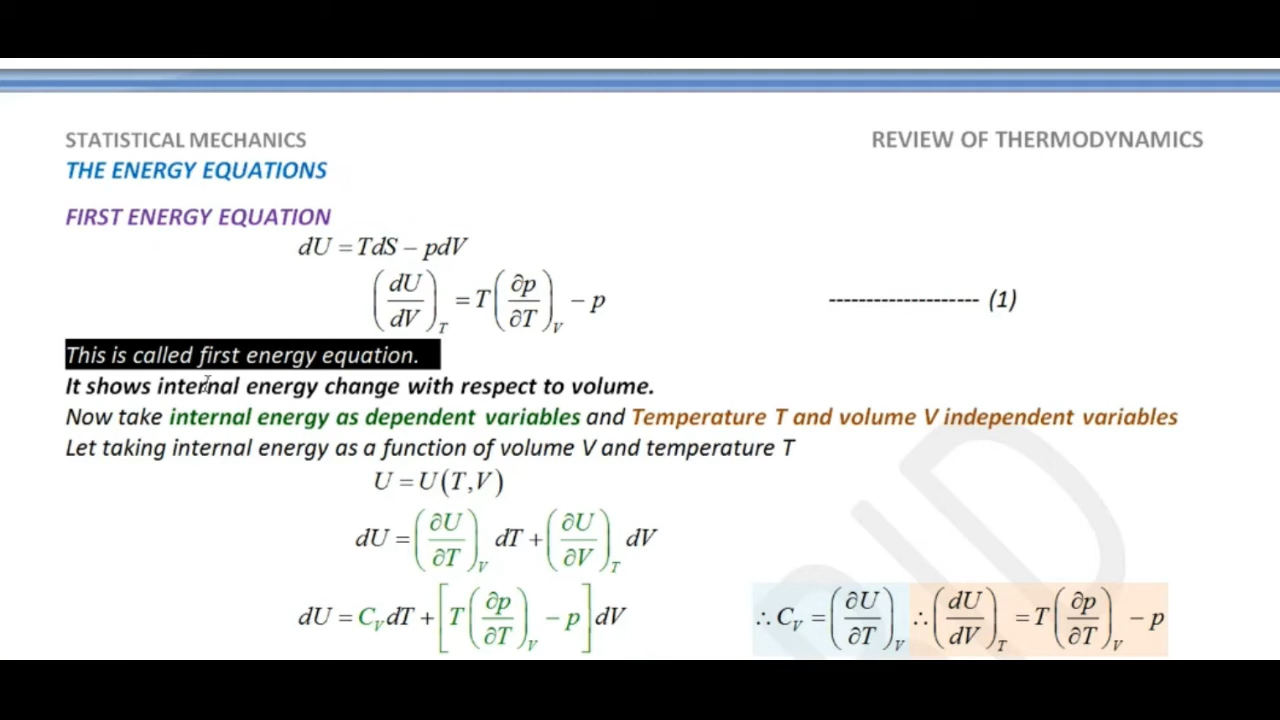 STATISTICAL MECHANICS REVIEW OF THERMODYNAMICS
THE ENERGY EQUATIONS
FIRST ENERGY EQUATION
dU = TdS − pdV
(dU/dV)_T = T(∂p/∂T)_V − p -------------------- (1)
This is called first energy equation.
It shows internal energy change with respect to volume.
Now take internal energy as dependent variables and Temperature T and volume V independent variables
Let taking internal energy as a function of volume V and temperature T
U = U(T,V)
dU = (∂U/∂T)_V dT + (∂U/∂V)_T dV
dU = C_V dT + [T(∂p/∂T)_V − p]dV ∴ C_V = (∂U/∂T)_V ∴ (dU/dV)_T = T(∂p/∂T)_V − p